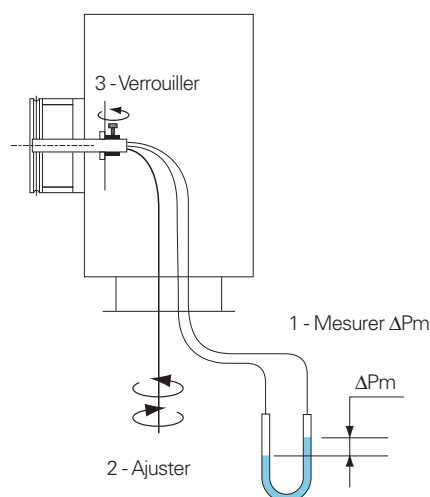 3 - Verrouiller
1 - Mesurer ΔPm
ΔPm
2 - Ajuster